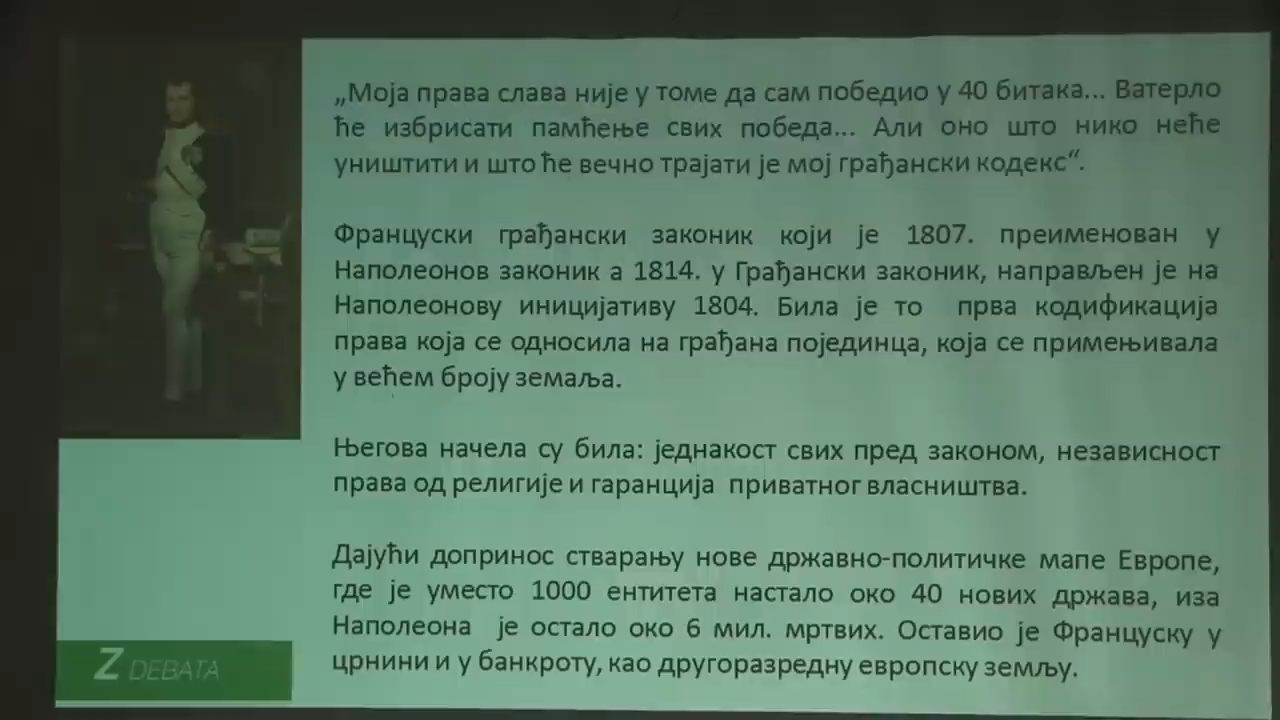 „Моја права слава није у томе да сам победио у 40 битака... Ватерло
ће избрисати памћење свих победа... Али оно што нико неће
уништити и што ће вечно трајати је мој грађански кодекс“.
Француски грађански законик који је 1807. преименован у
Наполеонов законик а 1814. у Грађански законик, направљен је на
Наполеонову иницијативу 1804. Била је то прва кодификација
права која се односила на грађана појединца, која се примењивала
у већем броју земаља.
Његова начела су била: једнакост свих пред законом, независност
права од религије и гаранција приватног власништва.
Дајући допринос стварању нове државно-политичке мапе Европе,
где је уместо 1000 ентитета настало око 40 нових држава, иза
Наполеона је остало око 6 мил. мртвих. Оставио је Француску у
црнини и у банкроту, као другоразредну европску земљу.
Z DEBATA